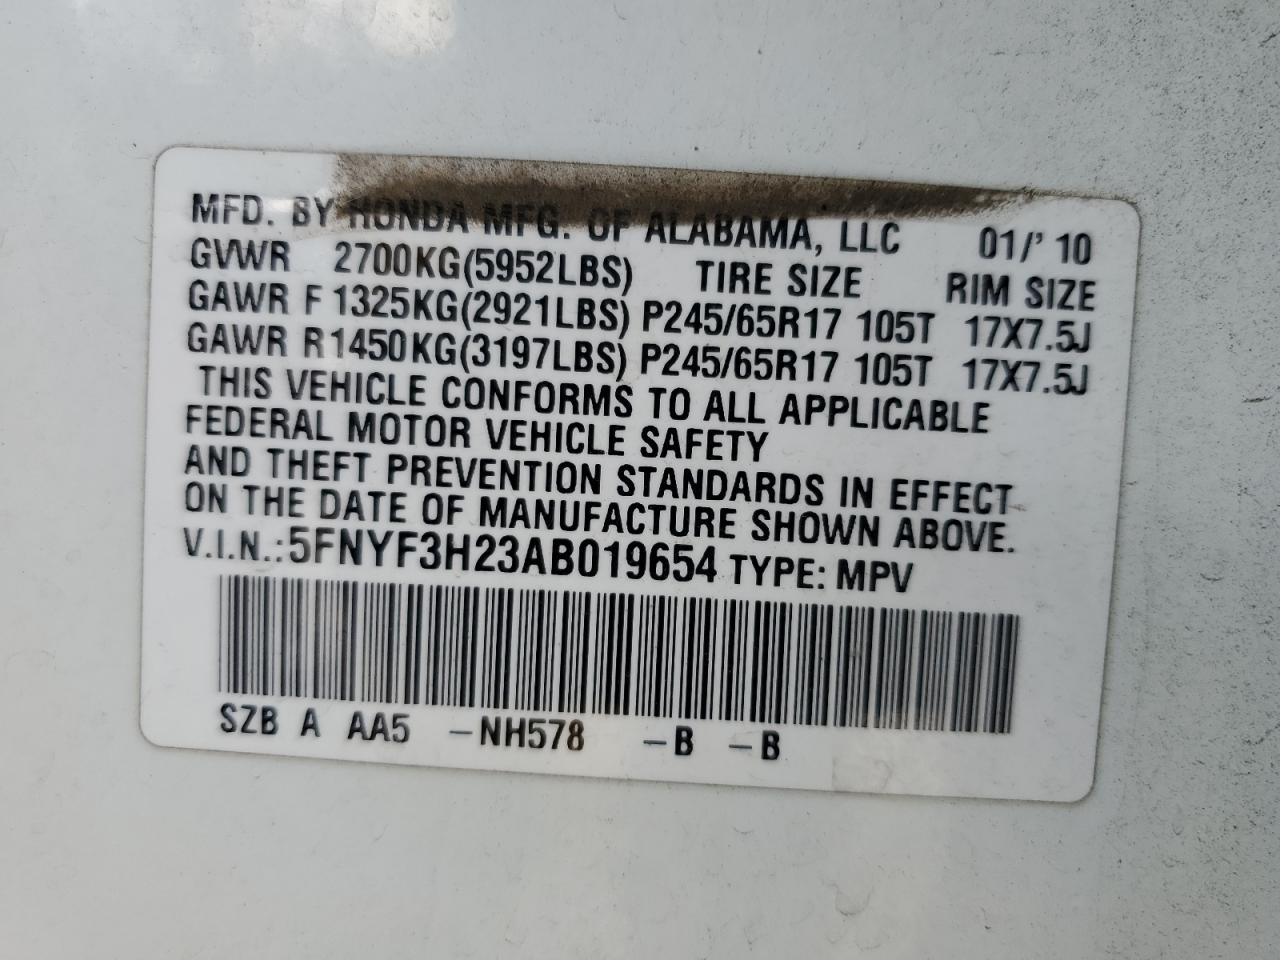 MFD. BY HONDA MFG. OF ALABAMA, LLC 01/' 10
GVWR 2700KG(5952LBS) TIRE SIZE RIM SIZE
GAWR F 1325KG(2921LBS) P245/65R17 105T 17X7.5J
GAWR R 1450KG(3197LBS) P245/65R17 105T 17X7.5J
THIS VEHICLE CONFORMS TO ALL APPLICABLE
FEDERAL MOTOR VEHICLE SAFETY
AND THEFT PREVENTION STANDARDS IN EFFECT
ON THE DATE OF MANUFACTURE SHOWN ABOVE.
V.I.N.: 5FNYF3H23AB019654 TYPE: MPV
SZB A AA5 -NH578 -B -B